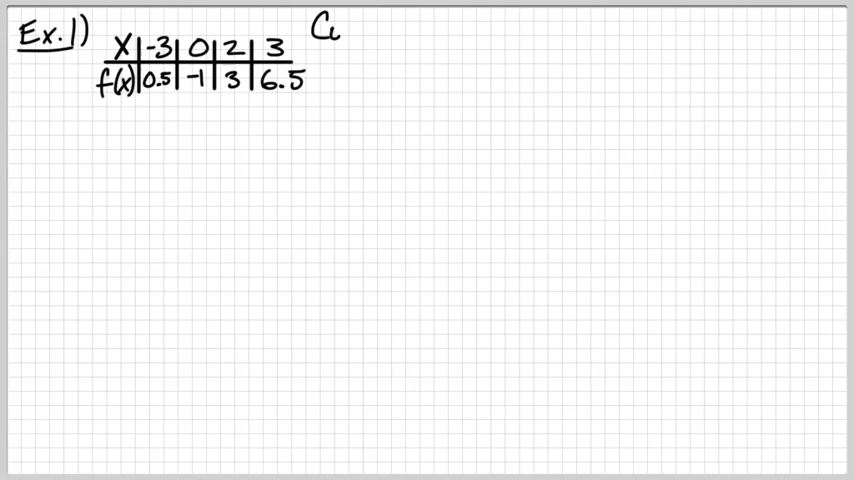 Ex. 1)
X | -3 | 0 | 2 | 3
f(x) | 0.5 | -1 | 3 | 6.5